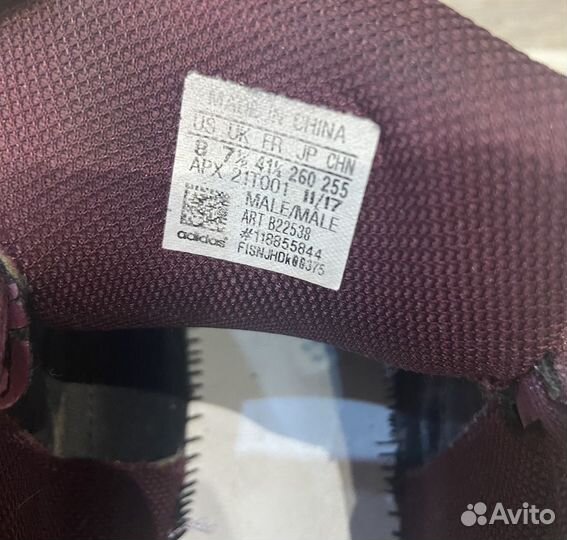 MADE IN CHINA
US UK FR JP CHN
8 7½ 41⅓ 260 255
APX 21T001 11/17
MALE/MALE
ART B22538
#118855844
adidas FISNJHDK00375
Avito